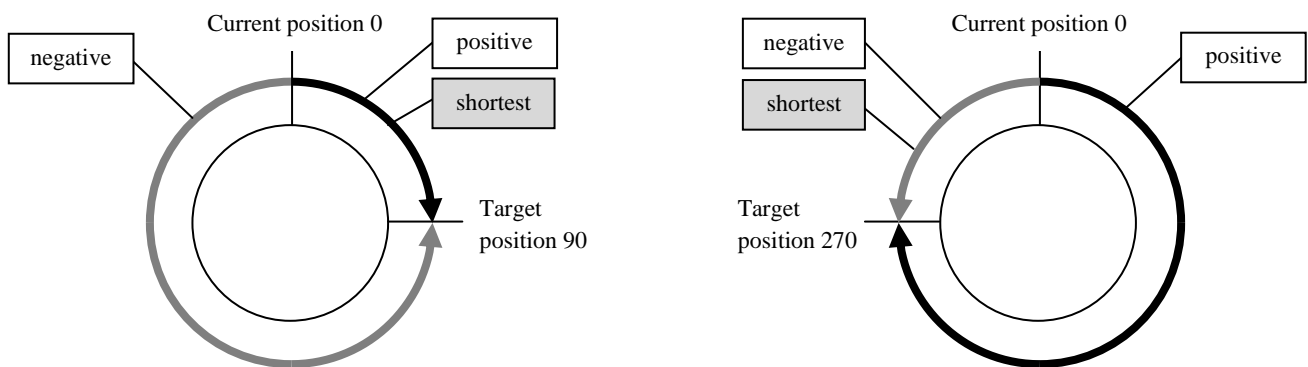 Current position 0
negative
positive
shortest
Target
position 90
Current position 0
negative
positive
shortest
Target
position 270